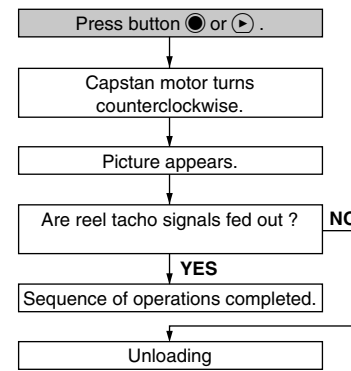 Press button or .
Capstan motor turns
counterclockwise.
Picture appears.
Are reel tacho signals fed out ?
NO
YES
Sequence of operations completed.
Unloading